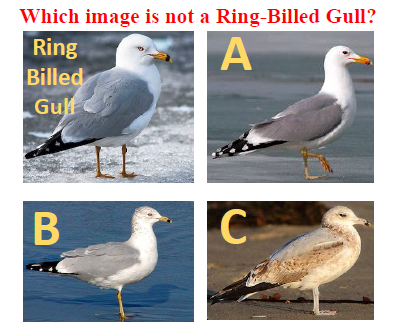 Which image is not a Ring-Billed Gull?
Ring
Billed
Gull
A
B
C